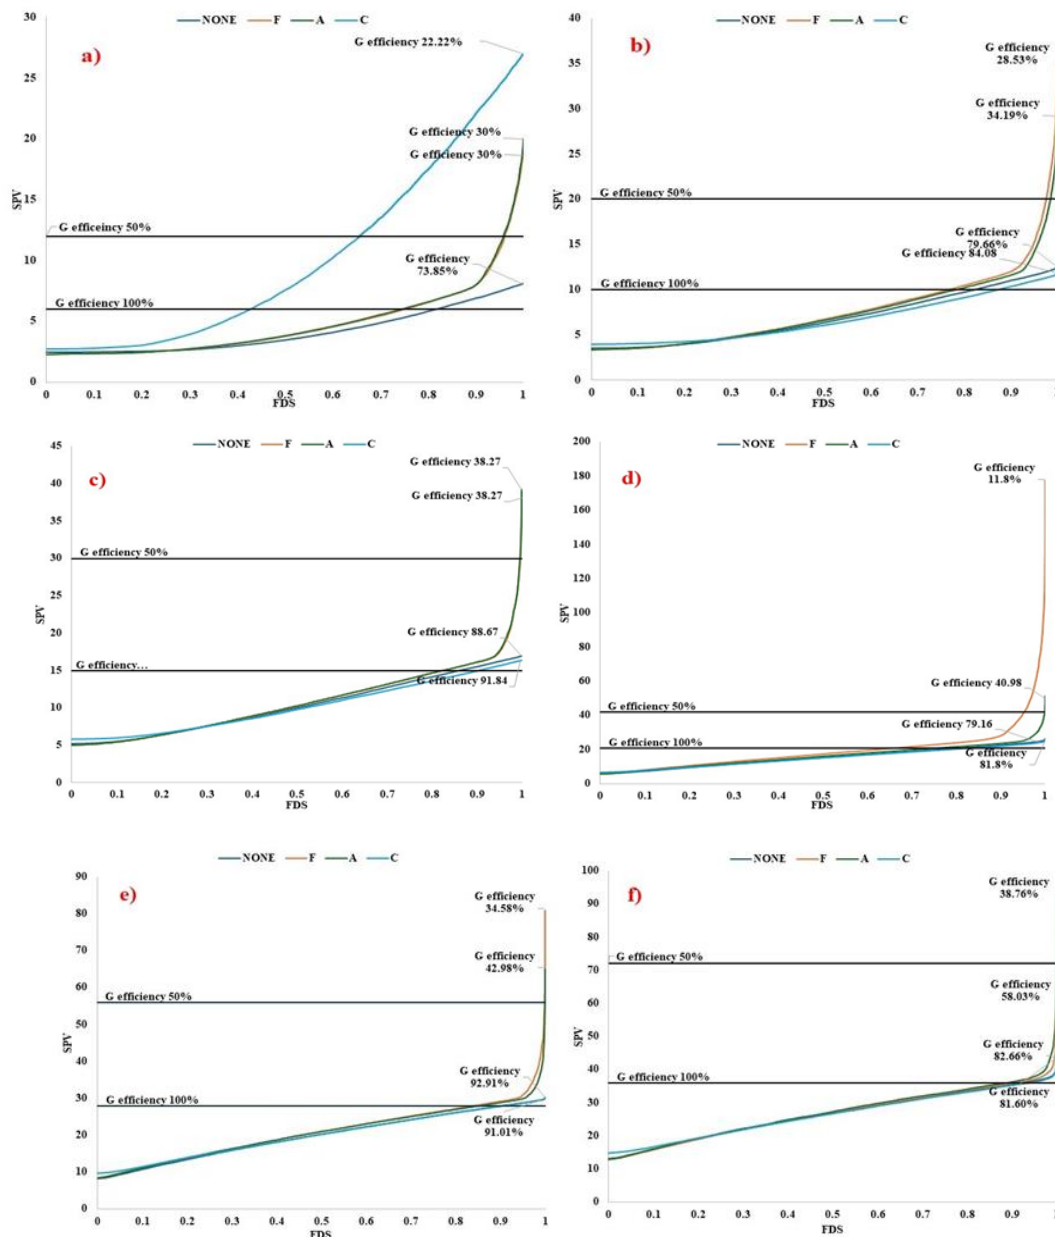 NONE F A C
a)
30
25
20
15
10
5
0
SPV
G efficiency 22.22%
G efficiency 30%
G efficiency 30%
G efficeincy 50%
G efficiency
73.85%
G efficiency 100%
0 0.1 0.2 0.3 0.4 0.5 0.6 0.7 0.8 0.9 1
FDS
NONE F A C
b)
40
35
30
25
20
15
10
5
0
SPV
G efficiency
28.53%
G efficiency
34.19%
G efficiency 50%
G efficiency
79.66%
G efficiency 84.08
G efficiency 100%
0 0.1 0.2 0.3 0.4 0.5 0.6 0.7 0.8 0.9
FDS
NONE F A C
c)
45
40
35
30
25
20
15
10
5
0
SPV
G efficiency 38.27
G efficiency 38.27
G efficiency 50%
G efficiency 88.67
G efficiency...
G efficiency 91.84
0 0.1 0.2 0.3 0.4 0.5 0.6 0.7 0.8 0.9 1
FDS
NONE F A C
d)
200
180
160
140
120
100
80
60
40
20
0
SPV
G efficiency
11.8%
G efficiency 40.98
G efficiency 50%
G efficiency 79.16
G efficiency 100%
G efficiency
81.8%
0 0.1 0.2 0.3 0.4 0.5 0.6 0.7 0.8 0.9 1
FDS
NONE F A C
e)
90
80
70
60
50
40
30
20
10
0
SPV
G efficiency
34.58%
G efficiency
42.98%
G efficiency 50%
G efficiency
92.91%
G efficiency 100%
G efficiency
91.01%
0 0.1 0.2 0.3 0.4 0.5 0.6 0.7 0.8 0.9 1
FDS
NONE F A C
f)
100
90
80
70
60
50
40
30
20
10
0
SPV
G efficiency
38.76%
G efficiency 50%
G efficiency
58.03%
G efficiency
82.66%
G efficiency 100%
G efficiency
81.60%
0 0.1 0.2 0.3 0.4 0.5 0.6 0.7 0.8 0.9 1
FDS